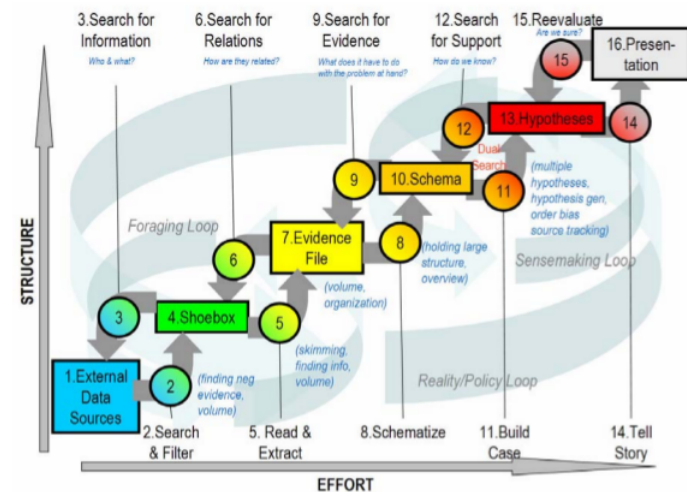 3.Search for
Information
Who & what?
6.Search for
Relations
How are they related?
9.Search for
Evidence
What does it have to do
with the problem at hand?
12.Search
for Support
How do we know?
15.Reevaluate
Are we sure?
15
16.Presen-
tation
12
13.Hypotheses
14
Dual
Search
9
10.Schema
11
(multiple
hypotheses,
hypothesis gen,
order bias
source tracking)
Foraging Loop
6
7.Evidence
File
8
(holding large
structure,
overview)
Sensemaking Loop
3
4.Shoebox
5
(volume,
organization)
(skimming,
finding info,
volume)
Reality/Policy Loop
1.External
Data
Sources
2
(finding neg
evidence,
volume)
2.Search
& Filter
5. Read &
Extract
8.Schematize
11.Build
Case
14.Tell
Story
STRUCTURE
EFFORT